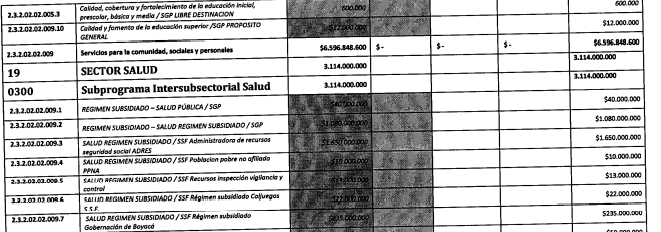 2.3.2.02.02.005.3 Calidad, cobertura y fortalecimiento de la educación inicial, prescolar, básica y media / SGP LIBRE DESTINACION 600.000 600.000
2.3.2.02.02.009.10 Calidad y fomento de la educación superior /SGP PROPOSITO GENERAL $12.000.000 $12.000.000
2.3.2.02.02.009 Servicios para la comunidad, sociales y personales $6.596.848.600 $ - $ - $ - $6.596.848.600
19 SECTOR SALUD 3.114.000.000 3.114.000.000
0300 Subprograma Intersubsectorial Salud 3.114.000.000 3.114.000.000
2.3.2.02.02.009.1 REGIMEN SUBSIDIADO – SALUD PÚBLICA / SGP $40.000.000 $40.000.000
2.3.2.02.02.009.2 REGIMEN SUBSIDIADO – SALUD REGIMEN SUBSIDIADO / SGP $1.080.000.000 $1.080.000.000
2.3.2.02.02.009.3 SALUD REGIMEN SUBSIDIADO / SSF Administradora de recursos seguridad social ADRES $1.650.000.000 $1.650.000.000
2.3.2.02.02.009.4 SALUD REGIMEN SUBSIDIADO / SSF Poblacion pobre no afiliada PPNA $10.000.000 $10.000.000
2.3.2.02.02.009.5 SALUD REGIMEN SUBSIDIADO / SSF Recursos inspección vigilancia y control $13.000.000 $13.000.000
2.3.2.02.02.009.6 SALUD REGIMEN SUBSIDIADO / SSF Régimen subsidiado Coljuegos S.S.F. $22.000.000 $22.000.000
2.3.2.02.02.009.7 SALUD REGIMEN SUBSIDIADO / SSF Régimen subsidiado Gobernación de Boyacá $235.000.000 $235.000.000